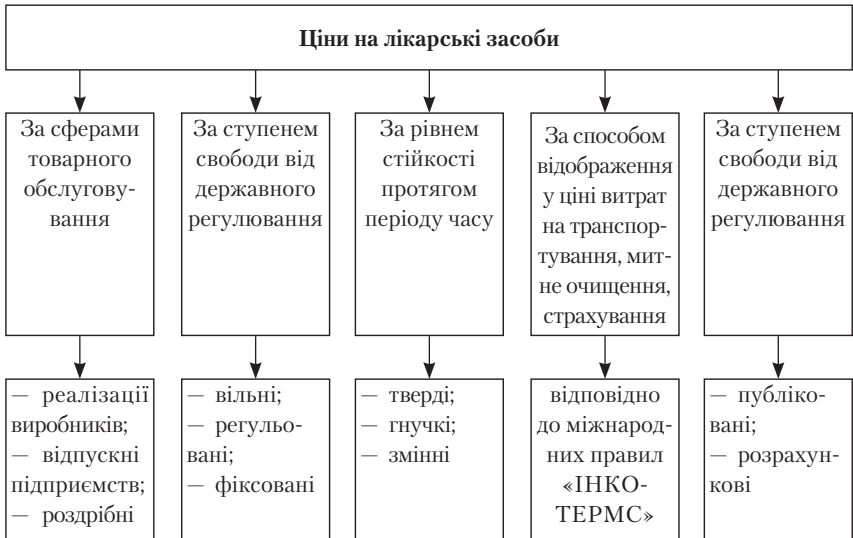 Ціни на лікарські засоби
За сферами
товарного
обслугову-
вання
За ступенем
свободи від
державного
регулювання
За рівнем
стійкості
протягом
періоду часу
За способом
відображення
у ціні витрат
на транспор-
тування, мит-
не очищення,
страхування
За ступенем
свободи від
державного
регулювання
— реалізації
виробників;
— відпускні
підприємств;
— роздрібні
— вільні;
— регульо-
вані;
— фіксовані
— тверді;
— гнучкі;
— змінні
відповідно
до міжнарод-
них правил
«ІНКО-
ТЕРМС»
— публіко-
вані;
— розрахун-
кові